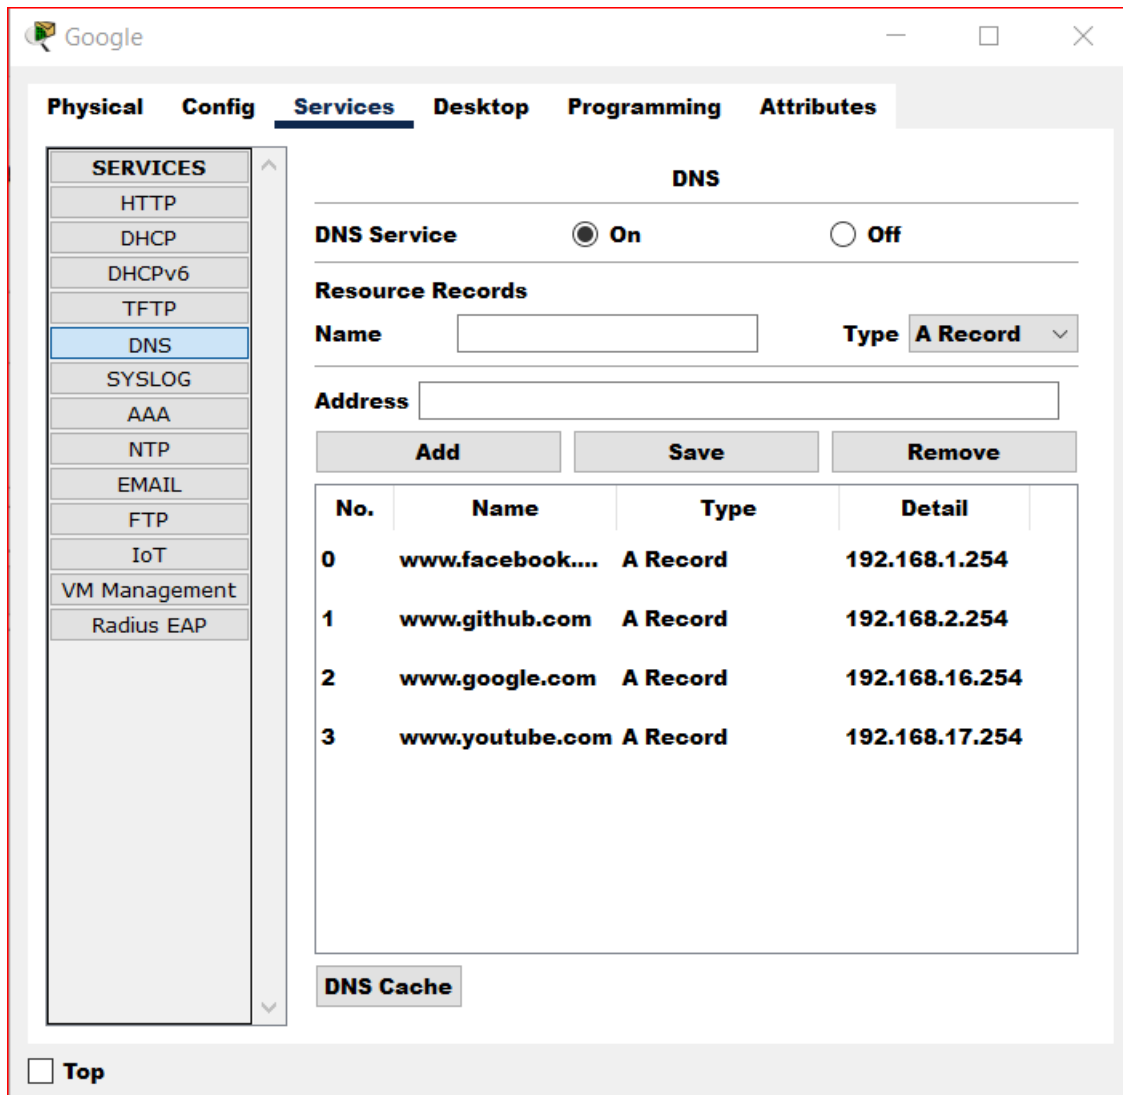 Google
Physical Config Services Desktop Programming Attributes
SERVICES
HTTP
DHCP
DHCPv6
TFTP
DNS
SYSLOG
AAA
NTP
EMAIL
FTP
IoT
VM Management
Radius EAP
DNS
DNS Service On Off
Resource Records
Name Type A Record
Address
Add Save Remove
No. Name Type Detail
0 www.facebook.... A Record 192.168.1.254
1 www.github.com A Record 192.168.2.254
2 www.google.com A Record 192.168.16.254
3 www.youtube.com A Record 192.168.17.254
DNS Cache
Top